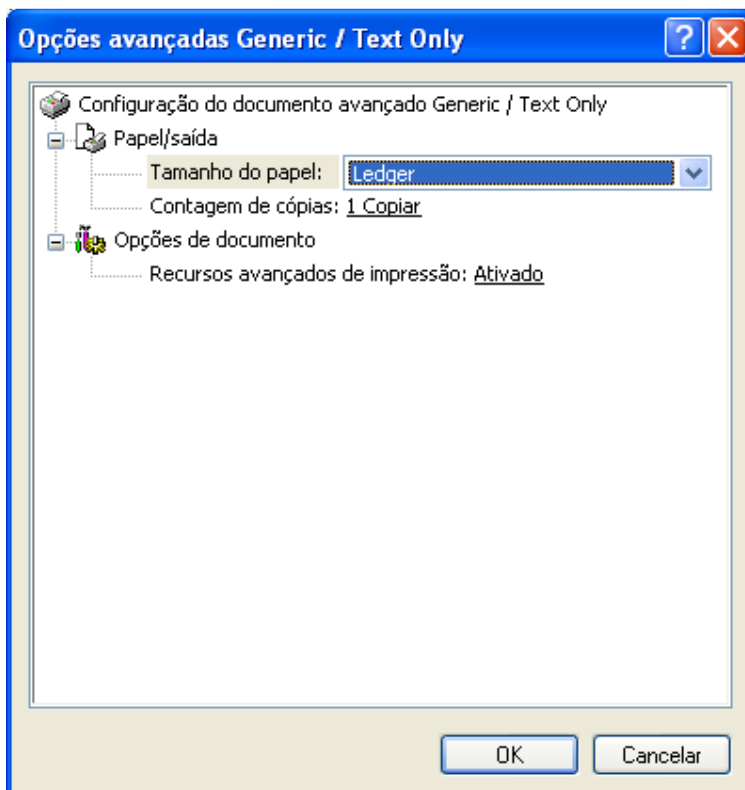 Opções avançadas Generic / Text Only
Configuração do documento avançado Generic / Text Only
Papel/saída
Tamanho do papel: Ledger
Contagem de cópias: 1 Copiar
Opções de documento
Recursos avançados de impressão: Ativado
OK Cancelar